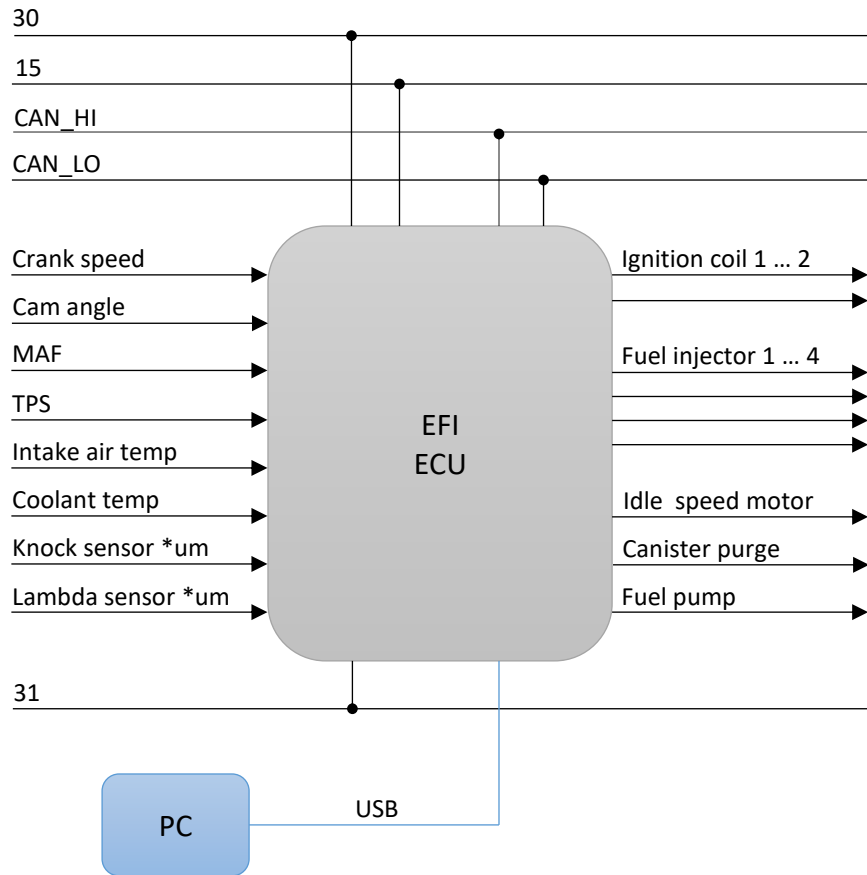 30
15
CAN_HI
CAN_LO
Crank speed
Cam angle
MAF
TPS
Intake air temp
Coolant temp
Knock sensor *um
Lambda sensor *um
EFI
ECU
Ignition coil 1 ... 2
Fuel injector 1 ... 4
Idle speed motor
Canister purge
Fuel pump
31
PC
USB